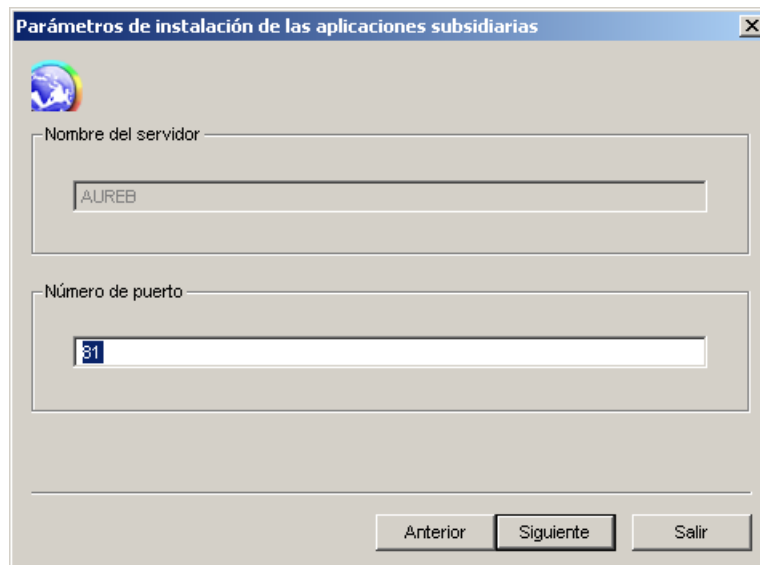 Parámetros de instalación de las aplicaciones subsidiarias
Nombre del servidor
AUREB
Número de puerto
81
Anterior Siguiente Salir